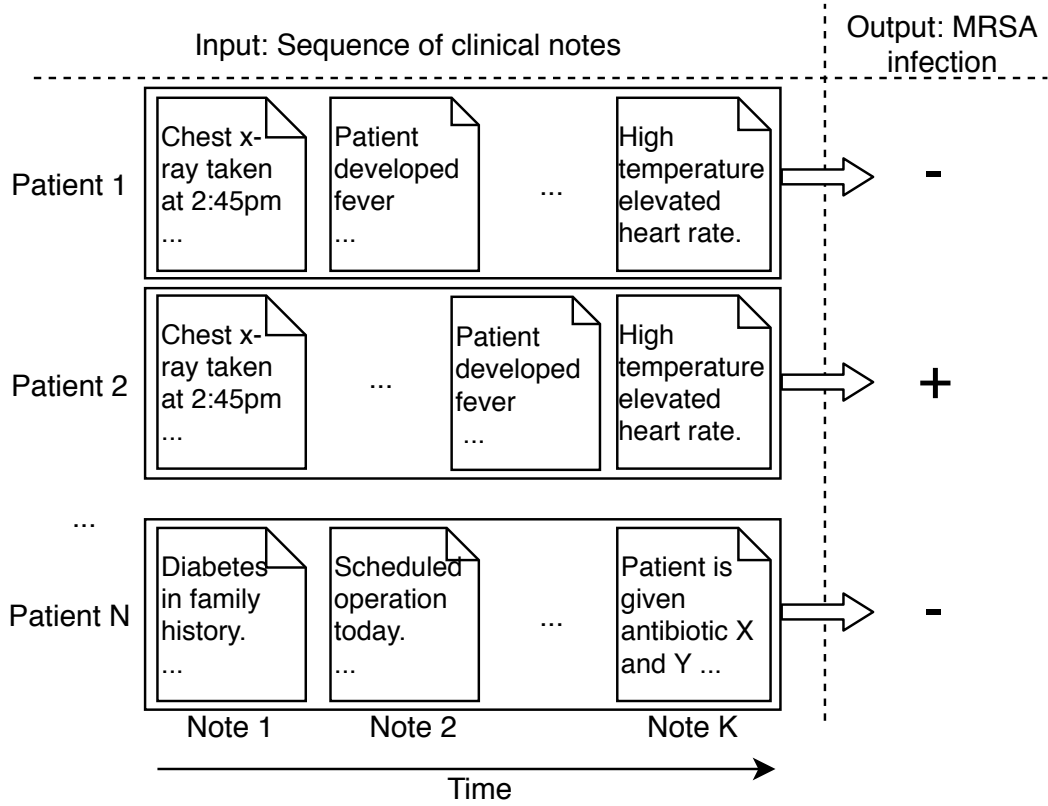 Input: Sequence of clinical notes
Output: MRSA
infection
Patient 1
Chest x-
ray taken
at 2:45pm
...
Patient
developed
fever
...
...
High
temperature
elevated
heart rate.
-
Patient 2
Chest x-
ray taken
at 2:45pm
...
...
Patient
developed
fever
...
High
temperature
elevated
heart rate.
+
...
Patient N
Diabetes
in family
history.
...
Scheduled
operation
today.
...
...
Patient is
given
antibiotic X
and Y ...
-
Note 1
Note 2
Note K
Time